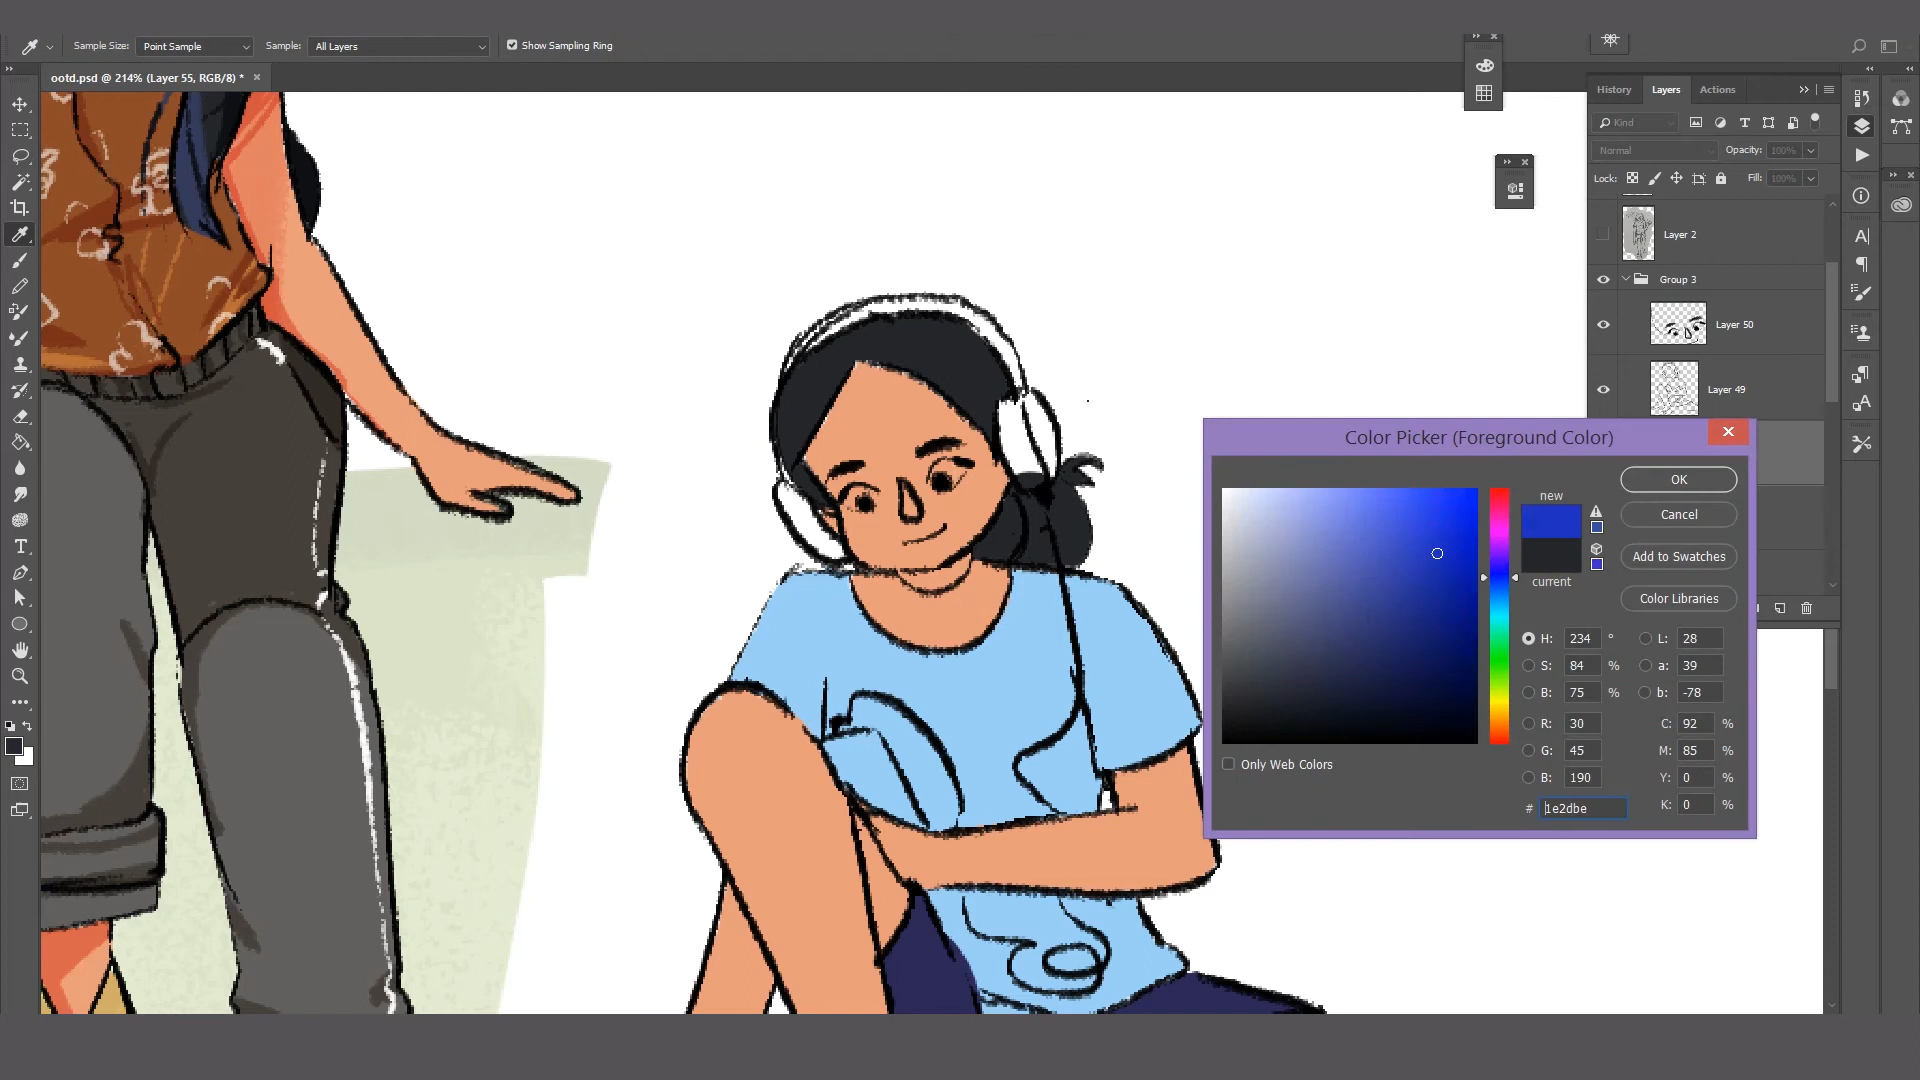 Sample Size: Point Sample Sample: All Layers Show Sampling Ring
ootd.psd @ 214% (Layer 55, RGB/8) *
History Layers Actions
Kind
Normal Opacity: 100%
Lock: Fill: 100%
Layer 2
Group 3
Layer 50
Layer 49
Color Picker (Foreground Color)
new
current
OK
Cancel
Add to Swatches
Color Libraries
H: 234 ° L: 28
S: 84 % a: 39
B: 75 % b: -78
R: 30 C: 92 %
G: 45 M: 85 %
B: 190 Y: 0 %
# 1e2dbe K: 0 %
Only Web Colors